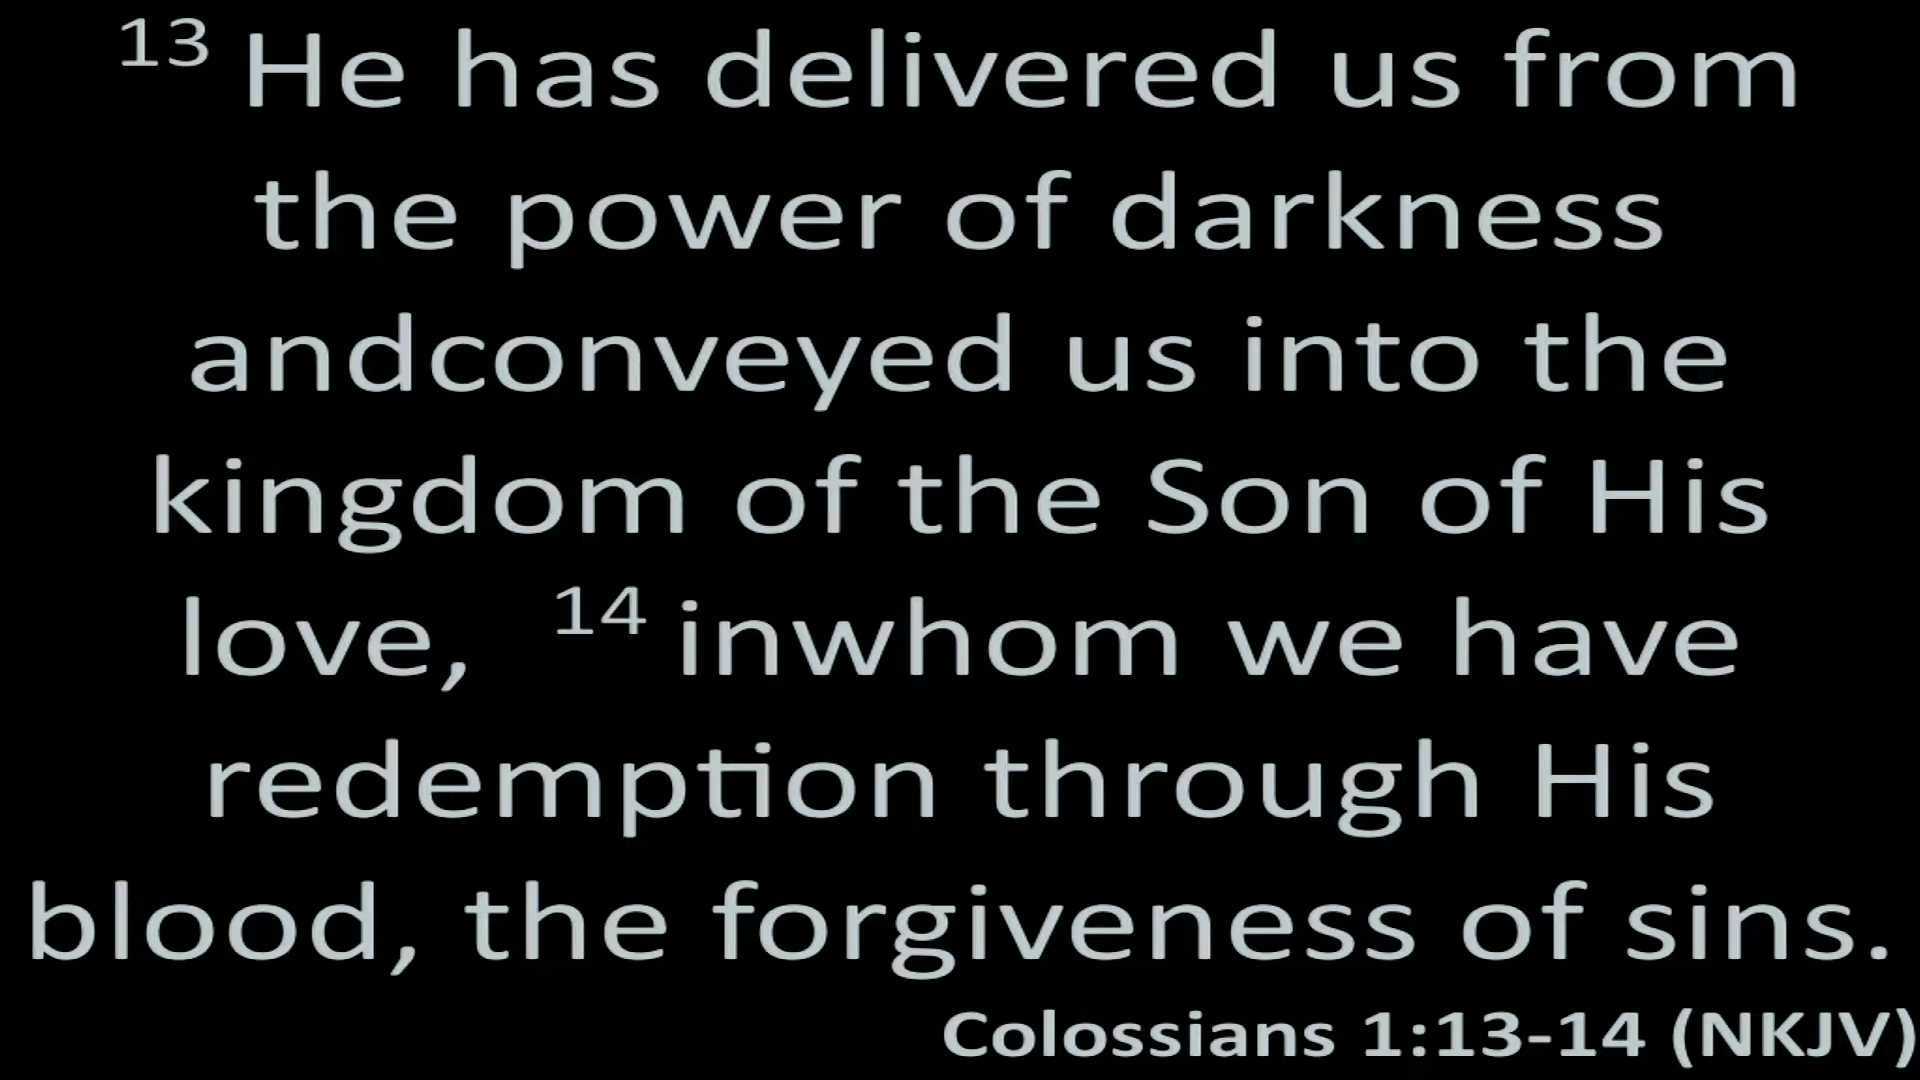 13 He has delivered us from
the power of darkness
andconveyed us into the
kingdom of the Son of His
love, 14 inwhom we have
redemption through His
blood, the forgiveness of sins.
Colossians 1:13-14 (NKJV)